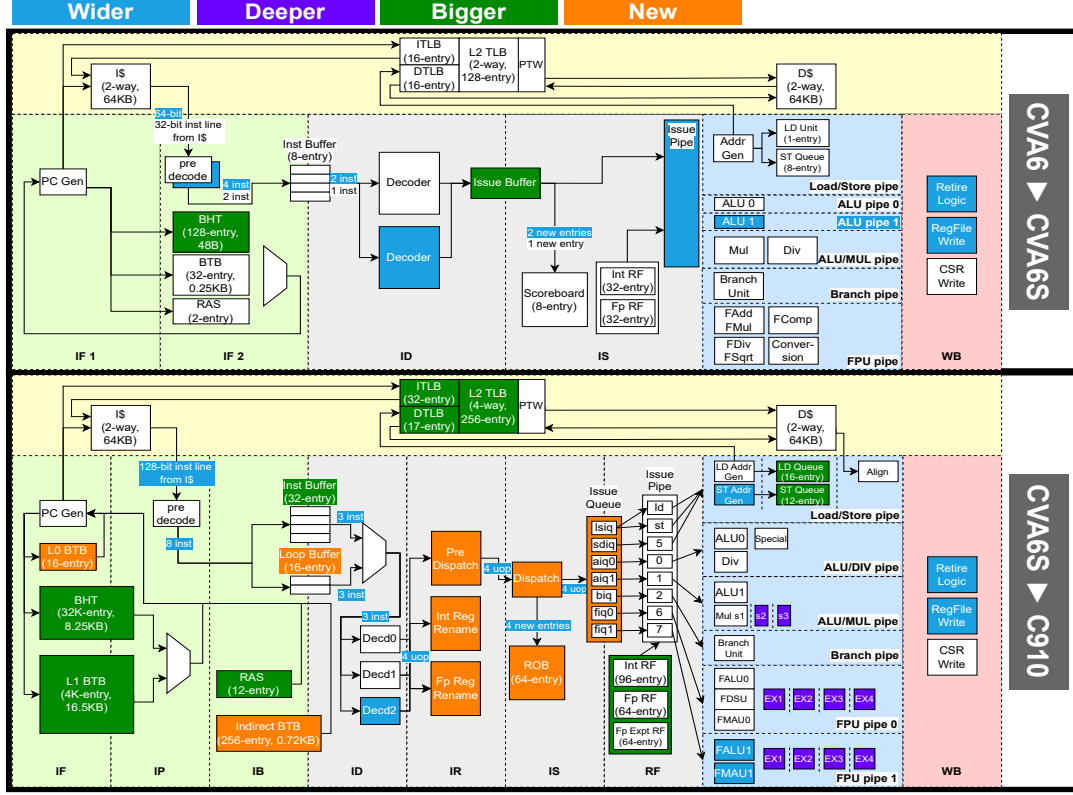 Wider
Deeper
Bigger
New
I$
(2-way,
64KB)
ITLB
(16-entry)
DTLB
(16-entry)
L2 TLB
(2-way,
128-entry)
PTW
D$
(2-way,
64KB)
64-bit
32-bit inst line
from I$
PC Gen
pre
decode
4 inst
2 inst
BHT
(128-entry,
48B)
BTB
(32-entry,
0.25KB)
RAS
(2-entry)
Inst Buffer
(8-entry)
2 inst
1 inst
Decoder
Decoder
Issue Buffer
2 new entries
1 new entry
Scoreboard
(8-entry)
Int RF
(32-entry)
Fp RF
(32-entry)
Issue
Pipe
Addr
Gen
LD Unit
(1-entry)
ST Queue
(8-entry)
Load/Store pipe
ALU 0
ALU pipe 0
ALU 1
ALU pipe 1
Mul
Div
ALU/MUL pipe
Branch
Unit
Branch pipe
FAdd
FMul
FComp
FDiv
FSqrt
Conver-
sion
FPU pipe
Retire
Logic
RegFile
Write
CSR
Write
IF 1
IF 2
ID
IS
WB
CVA6 ▶ CVA6S
I$
(2-way,
64KB)
ITLB
(32-entry)
DTLB
(17-entry)
L2 TLB
(4-way,
256-entry)
PTW
D$
(2-way,
64KB)
128-bit inst line
from I$
PC Gen
pre
decode
8 inst
L0 BTB
(16-entry)
BHT
(32K-entry,
8.25KB)
L1 BTB
(4K-entry,
16.5KB)
RAS
(12-entry)
Indirect BTB
(256-entry, 0.72KB)
Inst Buffer
(32-entry)
3 inst
Loop Buffer
(16-entry)
3 inst
3 inst
Decd0
Decd1
Decd2
4 uop
Pre
Dispatch
Int Reg
Rename
Fp Reg
Rename
4 uop
Dispatch
4 uop
4 new entries
ROB
(64-entry)
Issue
Queue
lsiq
sdiq
aiq0
aiq1
biq
fiq0
fiq1
Issue
Pipe
ld
st
5
0
1
2
6
7
Int RF
(96-entry)
Fp RF
(64-entry)
Fp Expt RF
(64-entry)
LD Addr
Gen
LD Queue
(16-entry)
Align
ST Addr
Gen
ST Queue
(12-entry)
Load/Store pipe
ALU0
Special
Div
ALU/DIV pipe
ALU1
Mul s1
s2
s3
ALU/MUL pipe
Branch
Unit
Branch pipe
FALU0
FDSU
FMAU0
EX1
EX2
EX3
EX4
FPU pipe 0
FALU1
FMAU1
EX1
EX2
EX3
EX4
FPU pipe 1
Retire
Logic
RegFile
Write
CSR
Write
IF
IP
IB
ID
IR
IS
RF
WB
CVA6S ▶ C910